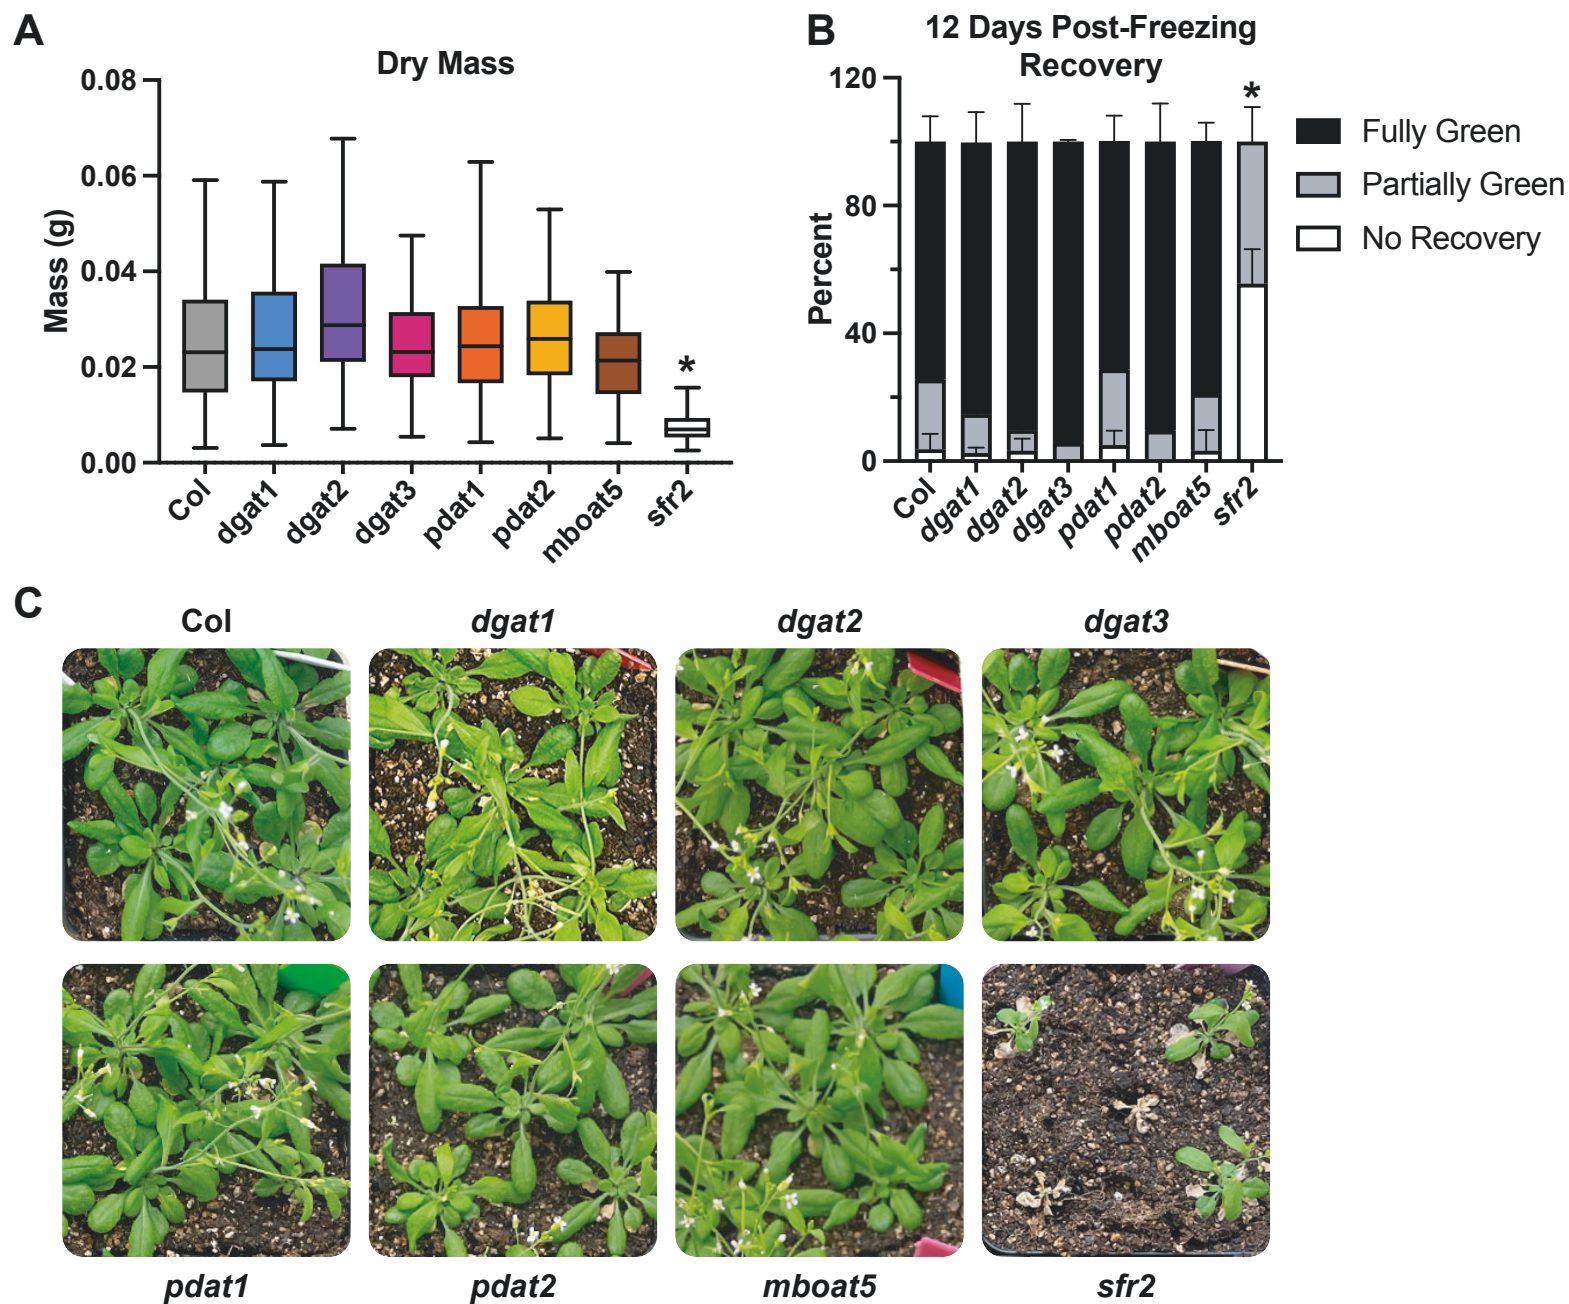 A
Dry Mass
0.08
0.06
0.04
0.02
0.00
Mass (g)
*
Col
dgat1
dgat2
dgat3
pdat1
pdat2
mboat5
sfr2
B
12 Days Post-Freezing
Recovery
120
80
40
0
Percent
*
Col
dgat1
dgat2
dgat3
pdat1
pdat2
mboat5
sfr2
Fully Green
Partially Green
No Recovery
C
Col
dgat1
dgat2
dgat3
pdat1
pdat2
mboat5
sfr2